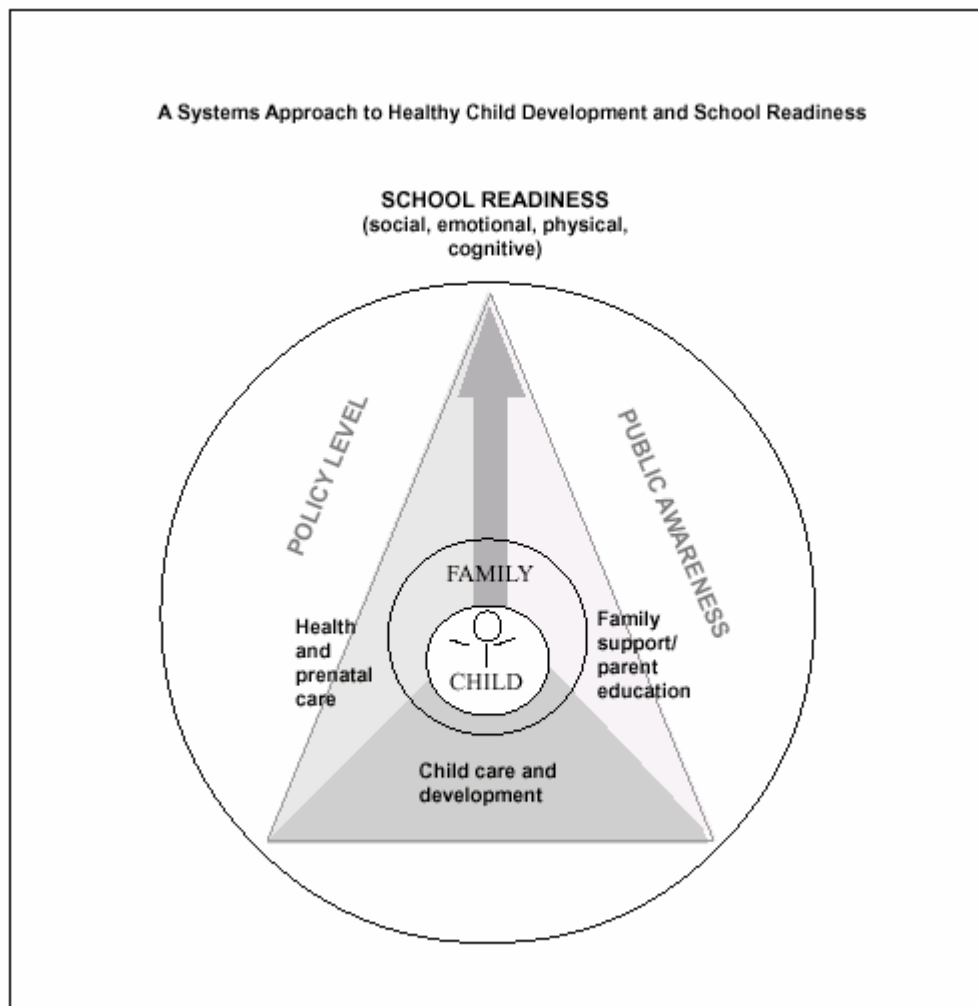 A Systems Approach to Healthy Child Development and School Readiness
SCHOOL READINESS
(social, emotional, physical,
cognitive)
POLICY LEVEL
PUBLIC AWARENESS
FAMILY
CHILD
Health
and
prenatal
care
Family
support/
parent
education
Child care and
development